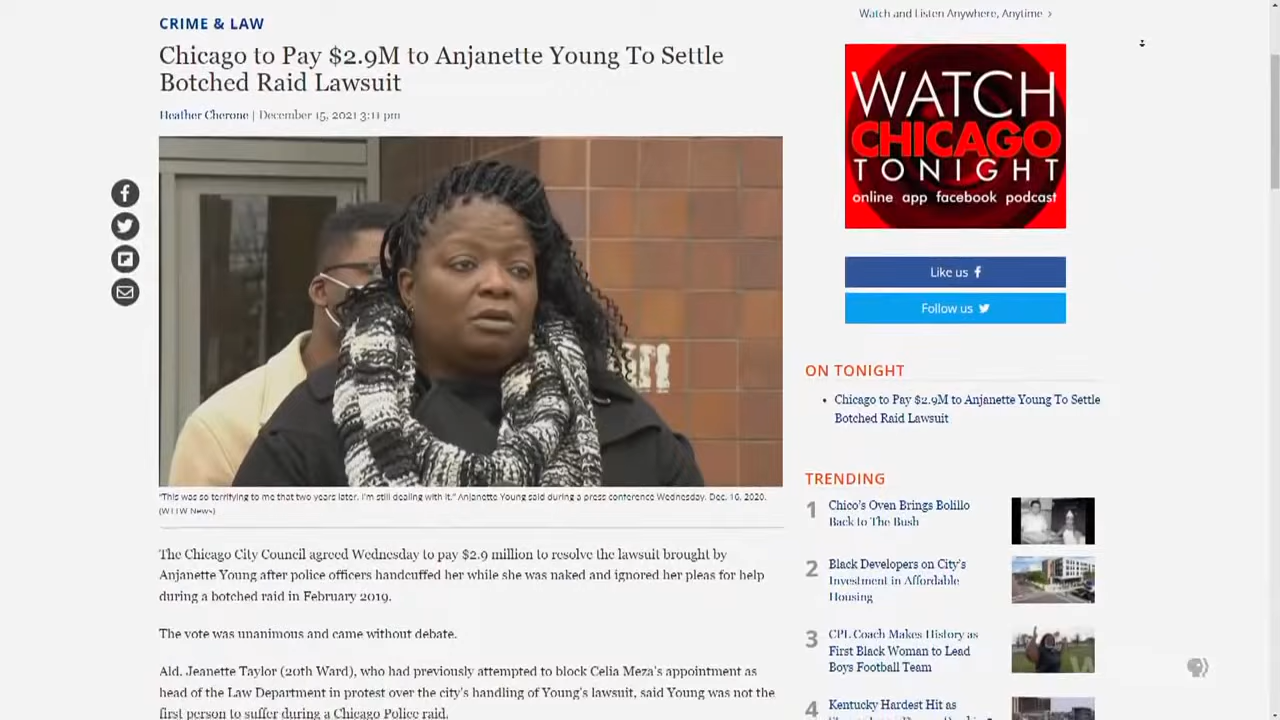 CRIME & LAW
Chicago to Pay $2.9M to Anjanette Young To Settle
Botched Raid Lawsuit
Heather Cherone | December 15, 2021 3:11 pm
"This was so terrifying to me that two years later, I'm still dealing with it," Anjanette Young said during a press conference Wednesday, Dec. 16, 2020.
(WTTW News)
The Chicago City Council agreed Wednesday to pay $2.9 million to resolve the lawsuit brought by
Anjanette Young after police officers handcuffed her while she was naked and ignored her pleas for help
during a botched raid in February 2019.
The vote was unanimous and came without debate.
Ald. Jeanette Taylor (20th Ward), who had previously attempted to block Celia Meza's appointment as
head of the Law Department in protest over the city's handling of Young's lawsuit, said Young was not the
first person to suffer during a Chicago Police raid.
Watch and Listen Anywhere, Anytime >
WATCH
CHICAGO
TONIGHT
online app facebook podcast
Like us
Follow us
ON TONIGHT
• Chicago to Pay $2.9M to Anjanette Young To Settle
Botched Raid Lawsuit
TRENDING
1 Chico's Oven Brings Bolillo
Back to The Bush
2 Black Developers on City's
Investment in Affordable
Housing
3 CPL Coach Makes History as
First Black Woman to Lead
Boys Football Team
4 Kentucky Hardest Hit as